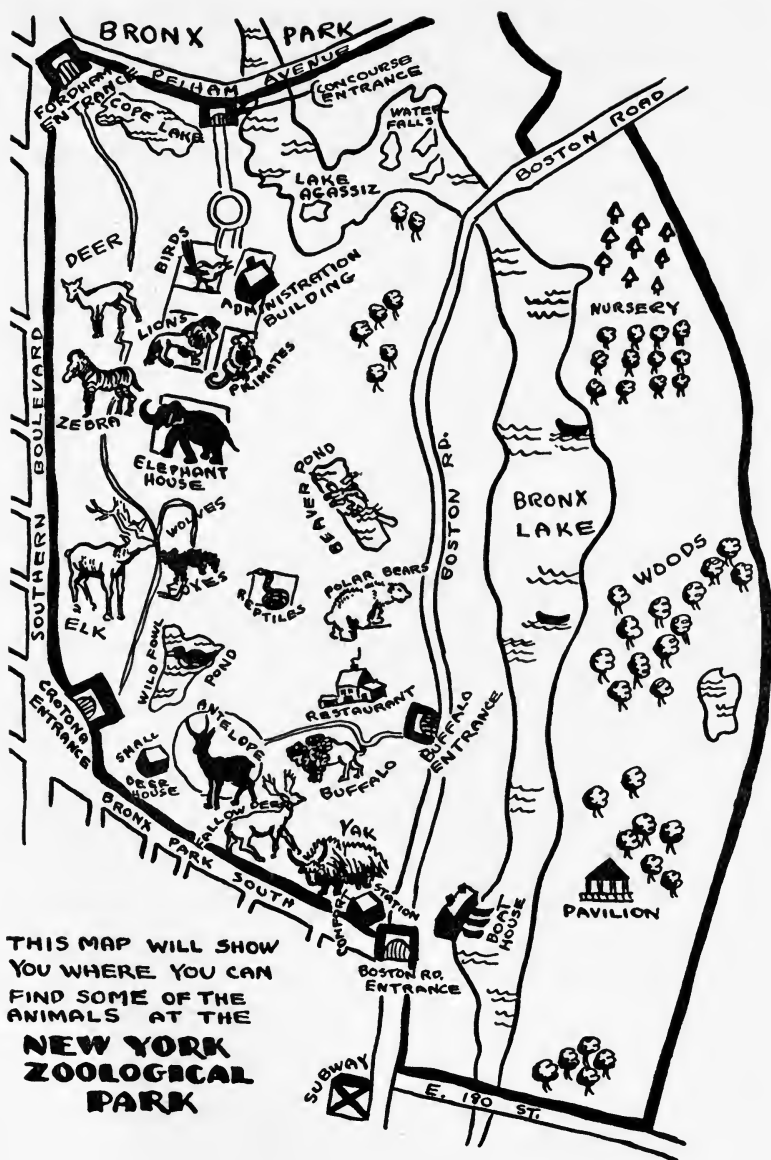 BRONX PARK
PELHAM AVENUE
FORDHAM
ENTRANCE
CONCOURSE
ENTRANCE
COPE LAKE
WATER
FALLS
BOSTON ROAD
LAKE
AGASSIZ
DEER
BIRDS
ADMINISTRATION
BUILDING
NURSERY
LIONS
PRIMATES
ZEBRA
ELEPHANT
HOUSE
SOUTHERN BOULEVARD
BEAVER POND
BOSTON RD.
BRONX
LAKE
WOLVES
WOODS
ELK
REPTILES
POLAR BEARS
WILD FOWL
POND
RESTAURANT
CROTONA
ENTRANCE
BUFFALO
ENTRANCE
ANTELOPE
SMALL
DEER
HOUSE
BUFFALO
FALLOW DEER
BRONX PARK SOUTH
YAK
COMFORT STATION
BOAT
HOUSE
PAVILION
BOSTON RD.
ENTRANCE
THIS MAP WILL SHOW
YOU WHERE YOU CAN
FIND SOME OF THE
ANIMALS AT THE
NEW YORK
ZOOLOGICAL
PARK
SUBWAY
E. 180 ST.